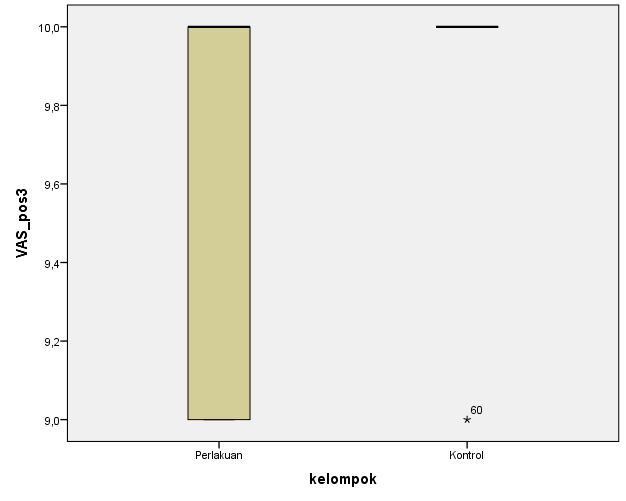 VAS_pos3
10,0
9,8
9,6
9,4
9,2
9,0
60
Perlakuan
Kontrol
kelompok